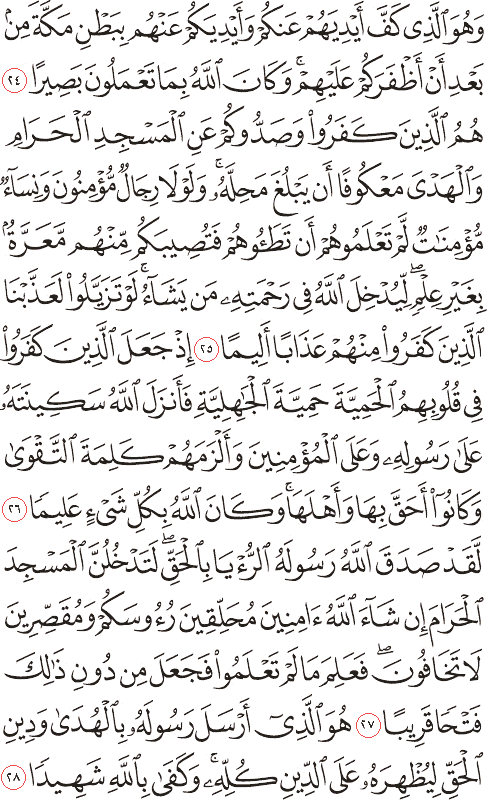 وَهُوَ ٱلَّذِى كَفَّ أَيْدِيَهُمْ عَنكُمْ وَأَيْدِيَكُمْ عَنْهُم بِبَطْنِ مَكَّةَ مِنۢ
بَعْدِ أَنْ أَظْفَرَكُمْ عَلَيْهِمْ ۚ وَكَانَ ٱللَّهُ بِمَا تَعْمَلُونَ بَصِيرًا ٢٤
هُمُ ٱلَّذِينَ كَفَرُوا۟ وَصَدُّوكُمْ عَنِ ٱلْمَسْجِدِ ٱلْحَرَامِ
وَٱلْهَدْىَ مَعْكُوفًا أَن يَبْلُغَ مَحِلَّهُۥ ۚ وَلَوْلَا رِجَالٌ مُّؤْمِنُونَ وَنِسَآءٌ
مُّؤْمِنَـٰتٌ لَّمْ تَعْلَمُوهُمْ أَن تَطَـُٔوهُمْ فَتُصِيبَكُم مِّنْهُم مَّعَرَّةٌۢ
بِغَيْرِ عِلْمٍ ۖ لِّيُدْخِلَ ٱللَّهُ فِى رَحْمَتِهِۦ مَن يَشَآءُ ۚ لَوْ تَزَيَّلُوا۟ لَعَذَّبْنَا
ٱلَّذِينَ كَفَرُوا۟ مِنْهُمْ عَذَابًا أَلِيمًا ٢٥ إِذْ جَعَلَ ٱلَّذِينَ كَفَرُوا۟
فِى قُلُوبِهِمُ ٱلْحَمِيَّةَ حَمِيَّةَ ٱلْجَـٰهِلِيَّةِ فَأَنزَلَ ٱللَّهُ سَكِينَتَهُۥ
عَلَىٰ رَسُولِهِۦ وَعَلَى ٱلْمُؤْمِنِينَ وَأَلْزَمَهُمْ كَلِمَةَ ٱلتَّقْوَىٰ
وَكَانُوٓا۟ أَحَقَّ بِهَا وَأَهْلَهَا ۚ وَكَانَ ٱللَّهُ بِكُلِّ شَىْءٍ عَلِيمًا ٢٦
لَّقَدْ صَدَقَ ٱللَّهُ رَسُولَهُ ٱلرُّءْيَا بِٱلْحَقِّ ۖ لَتَدْخُلُنَّ ٱلْمَسْجِدَ
ٱلْحَرَامَ إِن شَآءَ ٱللَّهُ ءَامِنِينَ مُحَلِّقِينَ رُءُوسَكُمْ وَمُقَصِّرِينَ
لَا تَخَافُونَ ۖ فَعَلِمَ مَا لَمْ تَعْلَمُوا۟ فَجَعَلَ مِن دُونِ ذَٰلِكَ
فَتْحًا قَرِيبًا ٢٧ هُوَ ٱلَّذِىٓ أَرْسَلَ رَسُولَهُۥ بِٱلْهُدَىٰ وَدِينِ
ٱلْحَقِّ لِيُظْهِرَهُۥ عَلَى ٱلدِّينِ كُلِّهِۦ ۚ وَكَفَىٰ بِٱللَّهِ شَهِيدًا ٢٨